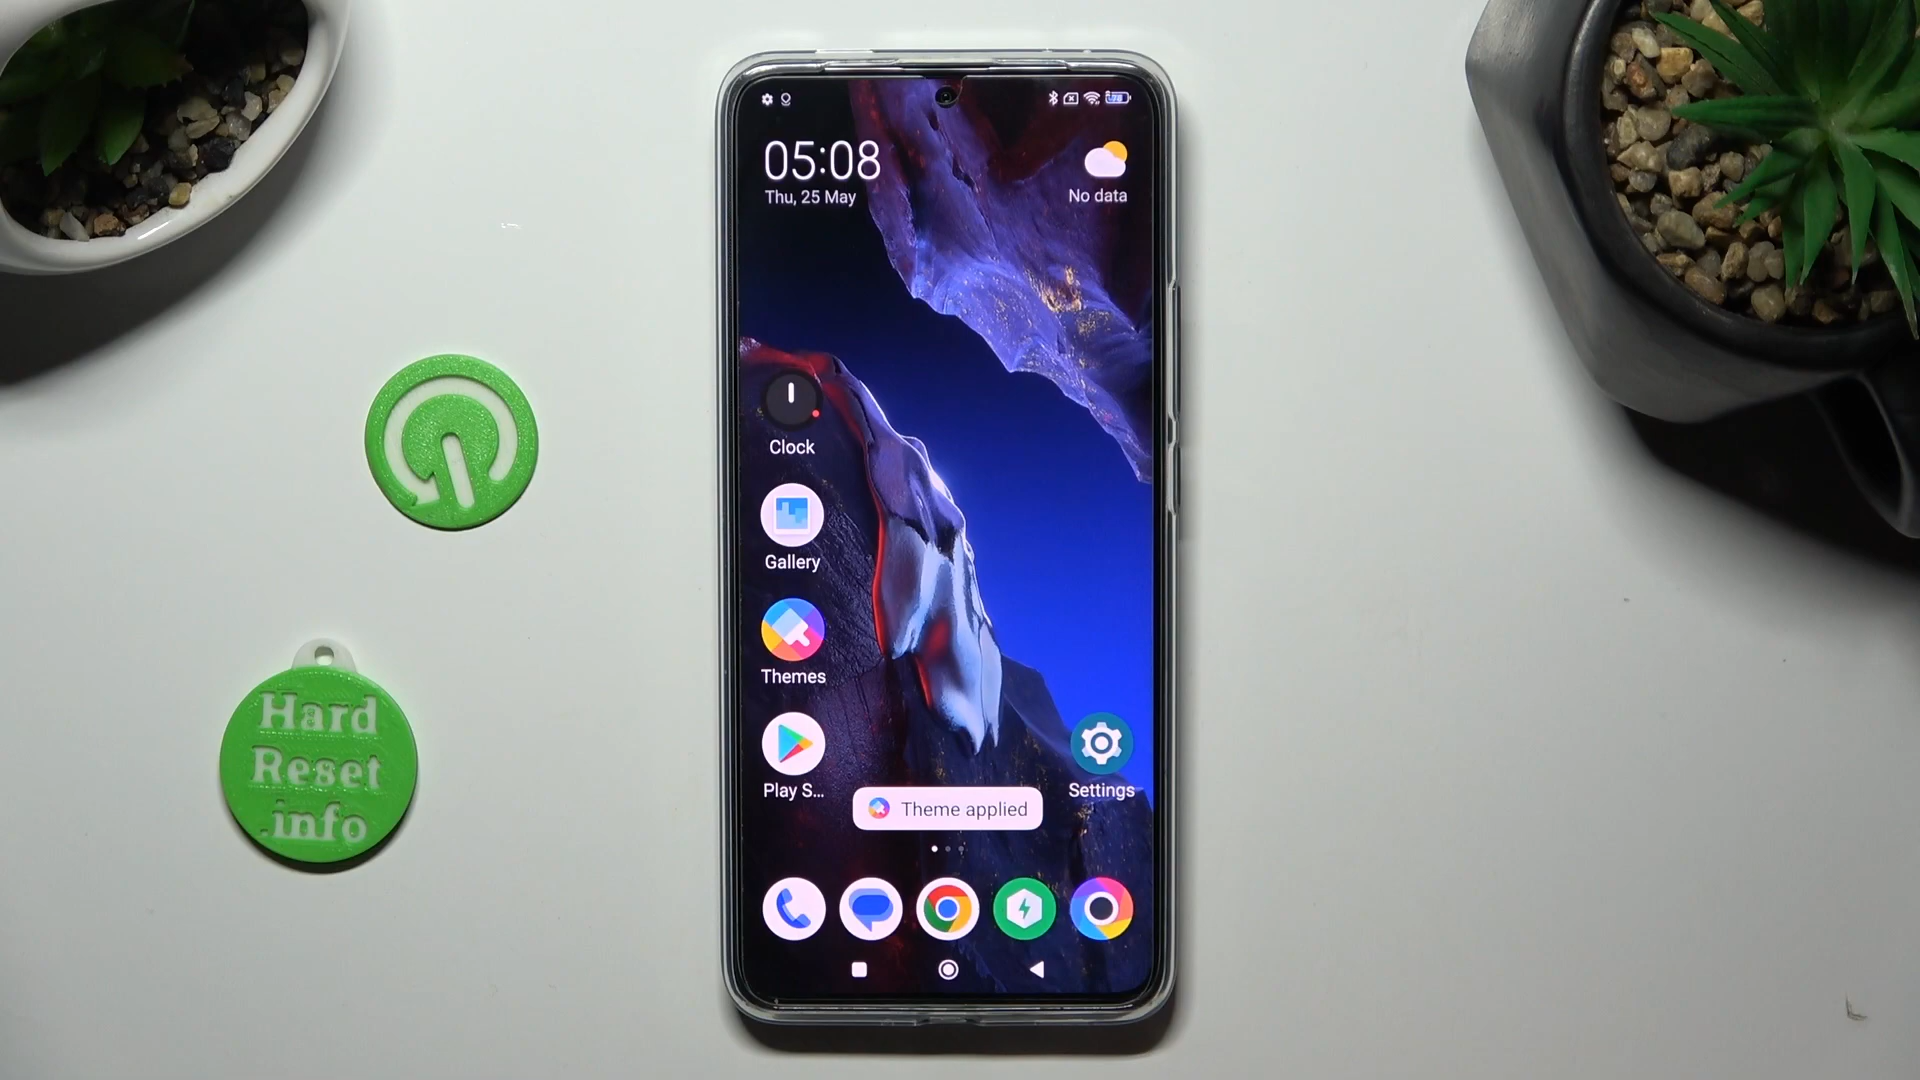 05:08
Thu, 25 May
No data
Clock
Gallery
Themes
Play S...
Settings
Theme applied
Hard
Reset
.info